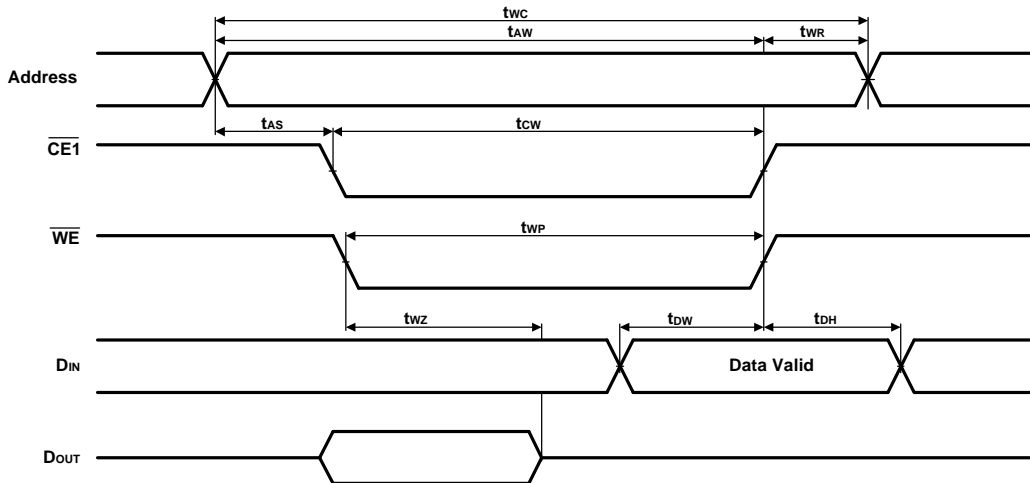 tWC
tAW tWR
Address
tAS tCW
CE1
WE
tWP
tWZ tDW tDH
DIN
Data Valid
DOUT